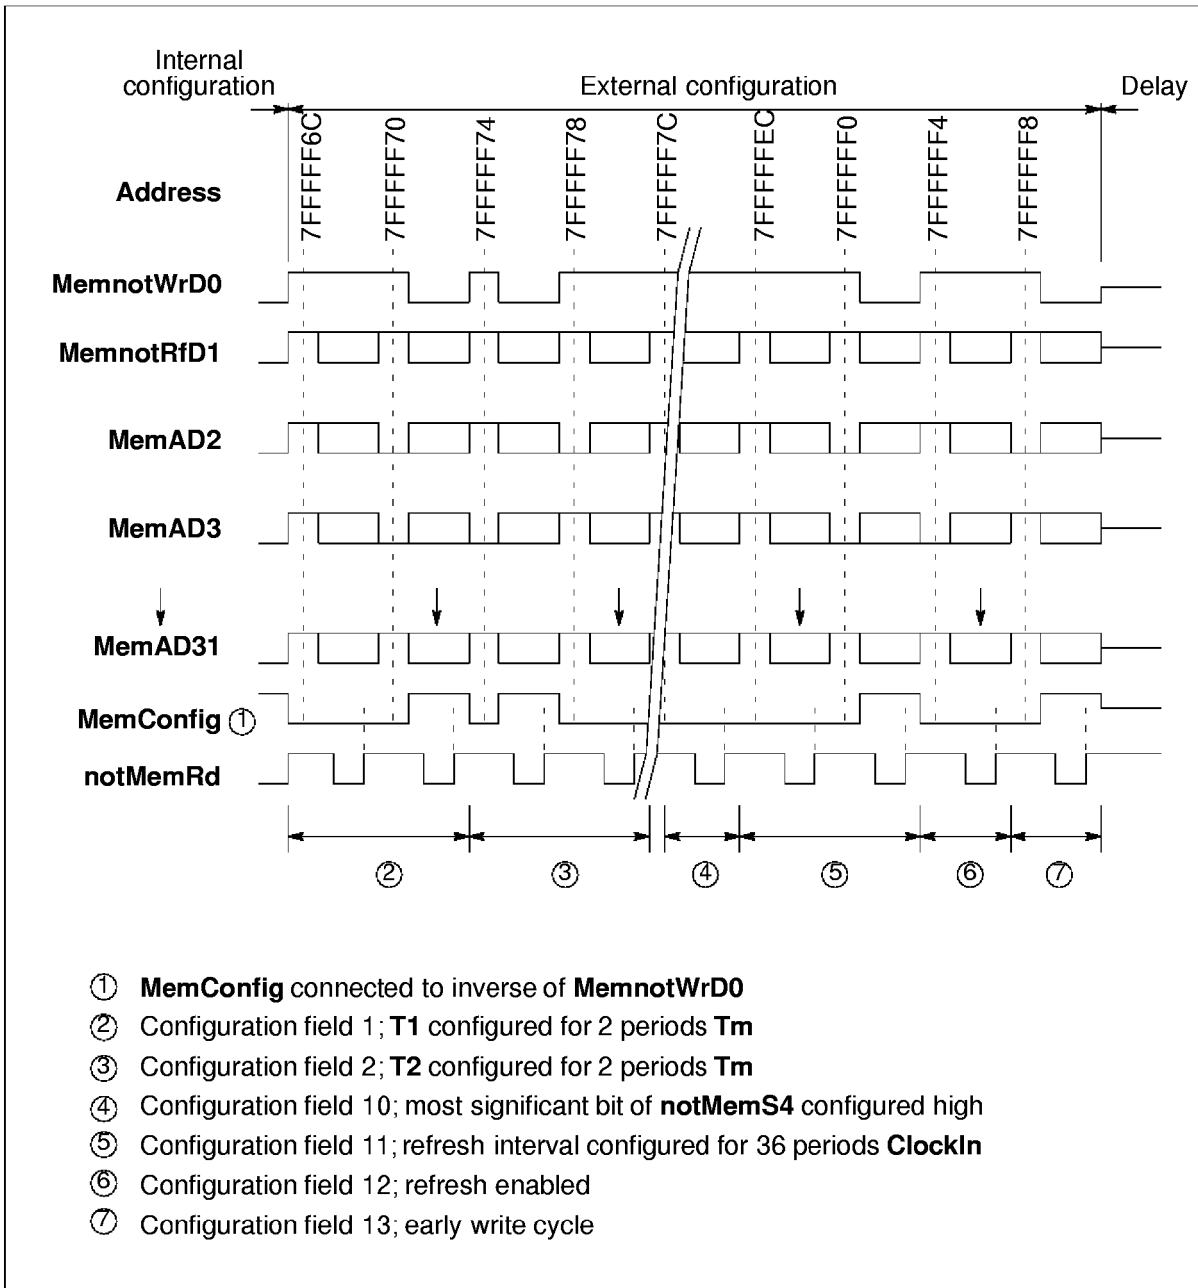 Internal
configuration
External configuration
Delay
Address
7FFFFF6C
7FFFFF70
7FFFFF74
7FFFFF78
7FFFFF7C
7FFFFFEC
7FFFFFF0
7FFFFFF4
7FFFFFF8
MemnotWrD0
MemnotRfD1
MemAD2
MemAD3
MemAD31
MemConfig ①
notMemRd
② ③ ④ ⑤ ⑥ ⑦
① MemConfig connected to inverse of MemnotWrD0
② Configuration field 1; T1 configured for 2 periods Tm
③ Configuration field 2; T2 configured for 2 periods Tm
④ Configuration field 10; most significant bit of notMemS4 configured high
⑤ Configuration field 11; refresh interval configured for 36 periods ClockIn
⑥ Configuration field 12; refresh enabled
⑦ Configuration field 13; early write cycle